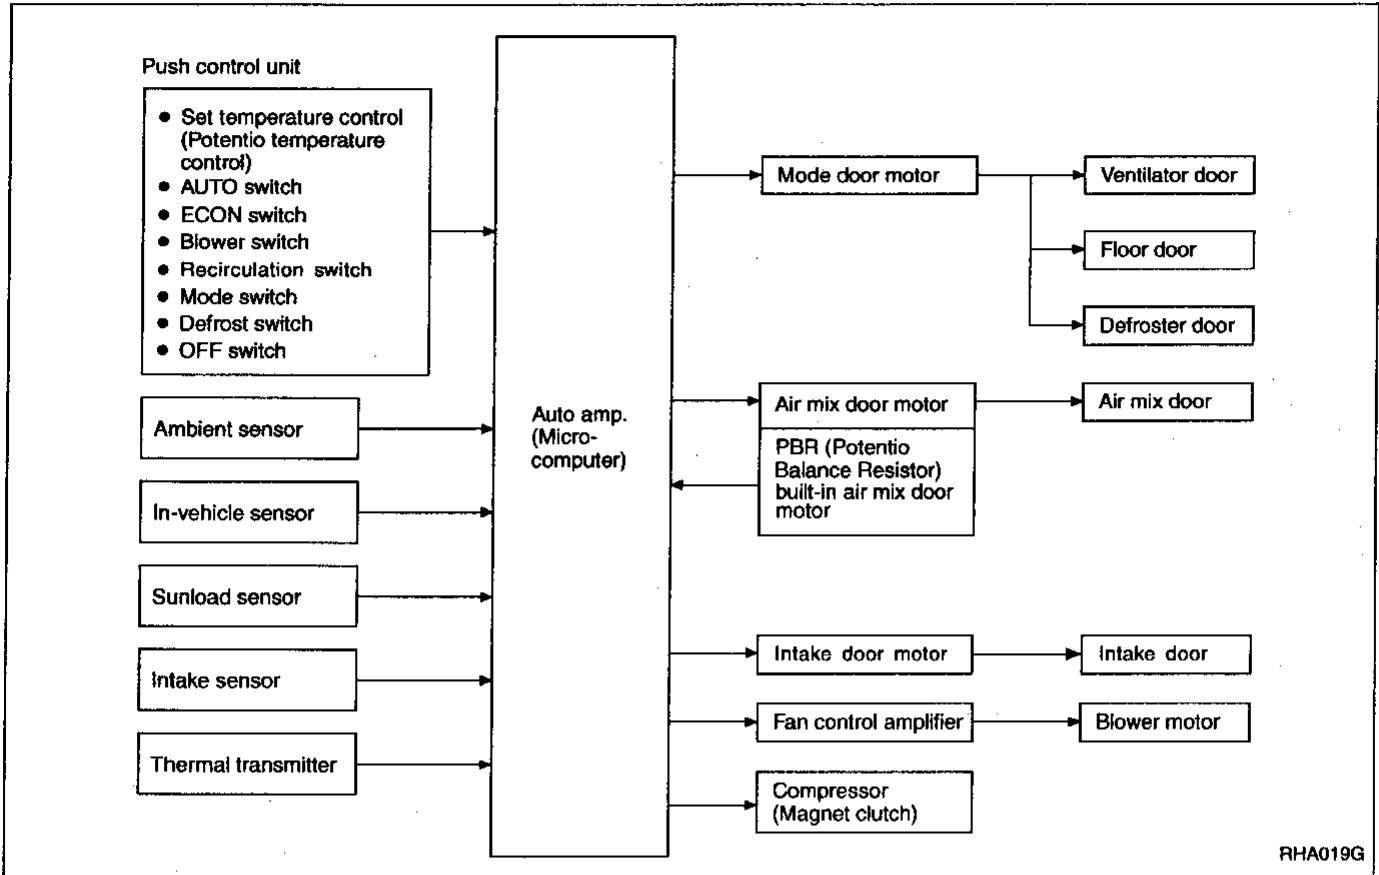 Push control unit
● Set temperature control
(Potentio temperature
control)
● AUTO switch
● ECON switch
● Blower switch
● Recirculation switch
● Mode switch
● Defrost switch
● OFF switch
Ambient sensor
In-vehicle sensor
Sunload sensor
Intake sensor
Thermal transmitter
Auto amp.
(Micro-
computer)
Mode door motor
Ventilator door
Floor door
Defroster door
Air mix door motor
Air mix door
PBR (Potentio
Balance Resistor)
built-in air mix door
motor
Intake door motor
Intake door
Fan control amplifier
Blower motor
Compressor
(Magnet clutch)
RHA019G